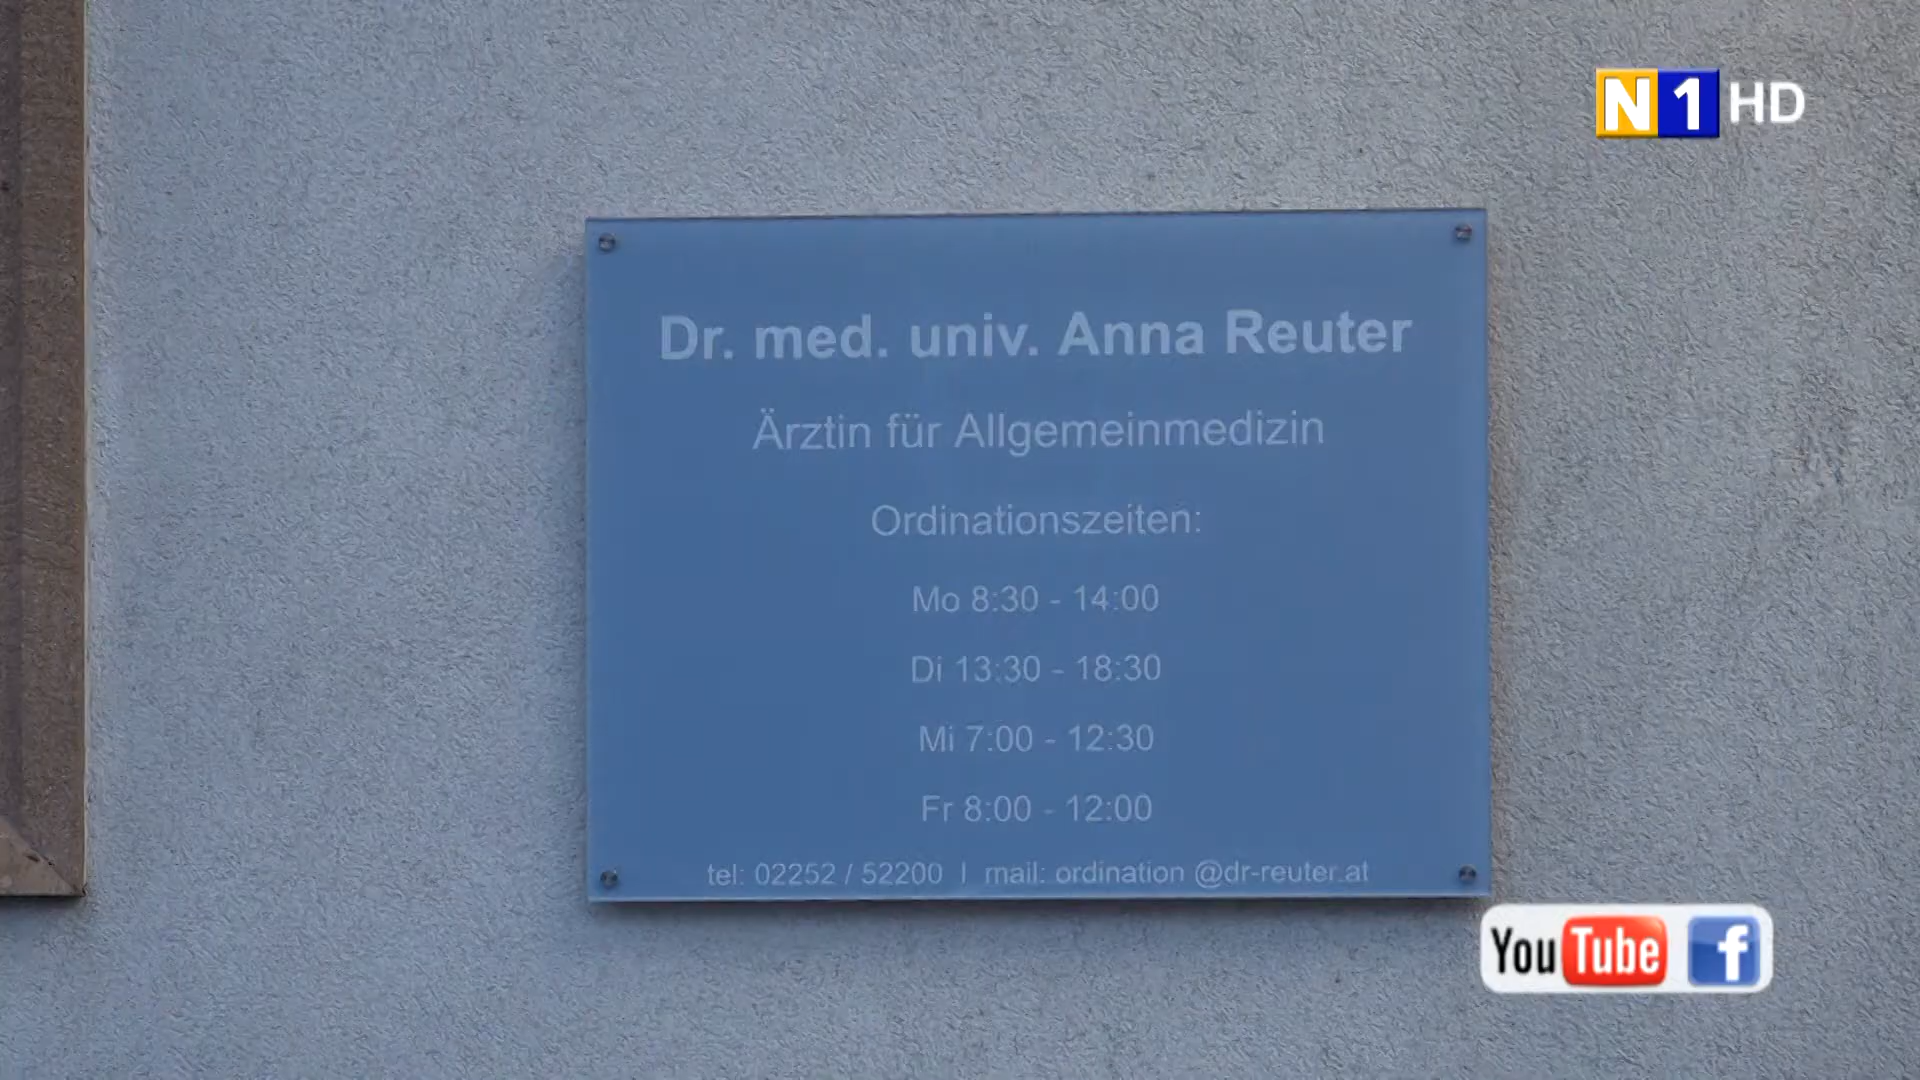 N1 HD
Dr. med. univ. Anna Reuter
Ärztin für Allgemeinmedizin
Ordinationszeiten:
Mo 8:30 - 14:00
Di 13:30 - 18:30
Mi 7:00 - 12:30
Fr 8:00 - 12:00
tel: 02252 / 52200 l mail: ordination @dr-reuter.at
YouTube f